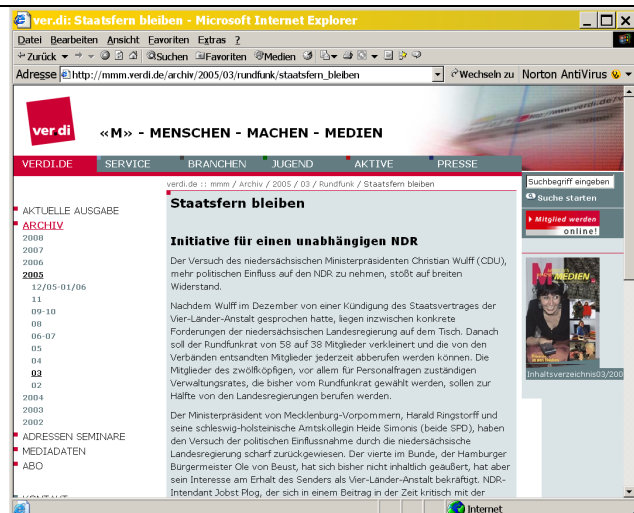 ver.di: Staatsfern bleiben - Microsoft Internet Explorer
Datei Bearbeiten Ansicht Favoriten Extras ?
Zurück Suchen Favoriten Medien
Adresse http://mmm.verdi.de/archiv/2005/03/rundfunk/staatsfern_bleiben Wechseln zu Norton AntiVirus
ver di
«M» - MENSCHEN - MACHEN - MEDIEN
VERDI.DE SERVICE BRANCHEN JUGEND AKTIVE PRESSE
verdi.de :: mmm / Archiv / 2005 / 03 / Rundfunk / Staatsfern bleiben
Suchbegriff eingeben
Suche starten
Mitglied werden
online!
AKTUELLE AUSGABE
ARCHIV
2008
2007
2006
2005
12/05-01/06
11
09-10
08
06-07
05
04
03
02
2004
2003
2002
ADRESSEN SEMINARE
MEDIADATEN
ABO
KONTAKT
Staatsfern bleiben
Initiative für einen unabhängigen NDR
Der Versuch des niedersächsischen Ministerpräsidenten Christian Wulff (CDU),
mehr politischen Einfluss auf den NDR zu nehmen, stößt auf breiten
Widerstand.
Nachdem Wulff im Dezember von einer Kündigung des Staatsvertrages der
Vier-Länder-Anstalt gesprochen hatte, liegen inzwischen konkrete
Forderungen der niedersächsischen Landesregierung auf dem Tisch. Danach
soll der Rundfunkrat von 58 auf 38 Mitglieder verkleinert und die von den
Verbänden entsandten Mitglieder jederzeit abberufen werden können. Die
Mitglieder des zwölfköpfigen, vor allem für Personalfragen zuständigen
Verwaltungsrates, die bisher vom Rundfunkrat gewählt werden, sollen zur
Hälfte von den Landesregierungen berufen werden.
Der Ministerpräsident von Mecklenburg-Vorpommern, Harald Ringstorff und
seine schleswig-holsteinische Amtskollegin Heide Simonis (beide SPD), haben
den Versuch der politischen Einflussnahme durch die niedersächsische
Landesregierung scharf zurückgewiesen. Der vierte im Bunde, der Hamburger
Bürgermeister Ole von Beust, hat sich bisher nicht inhaltlich geäußert, hat aber
sein Interesse am Erhalt des Senders als Vier-Länder-Anstalt bekräftigt. NDR-
Intendant Jobst Plog, der sich in einem Beitrag in der Zeit kritisch mit der
MEDIEN
Inhaltsverzeichnis03/200
Internet